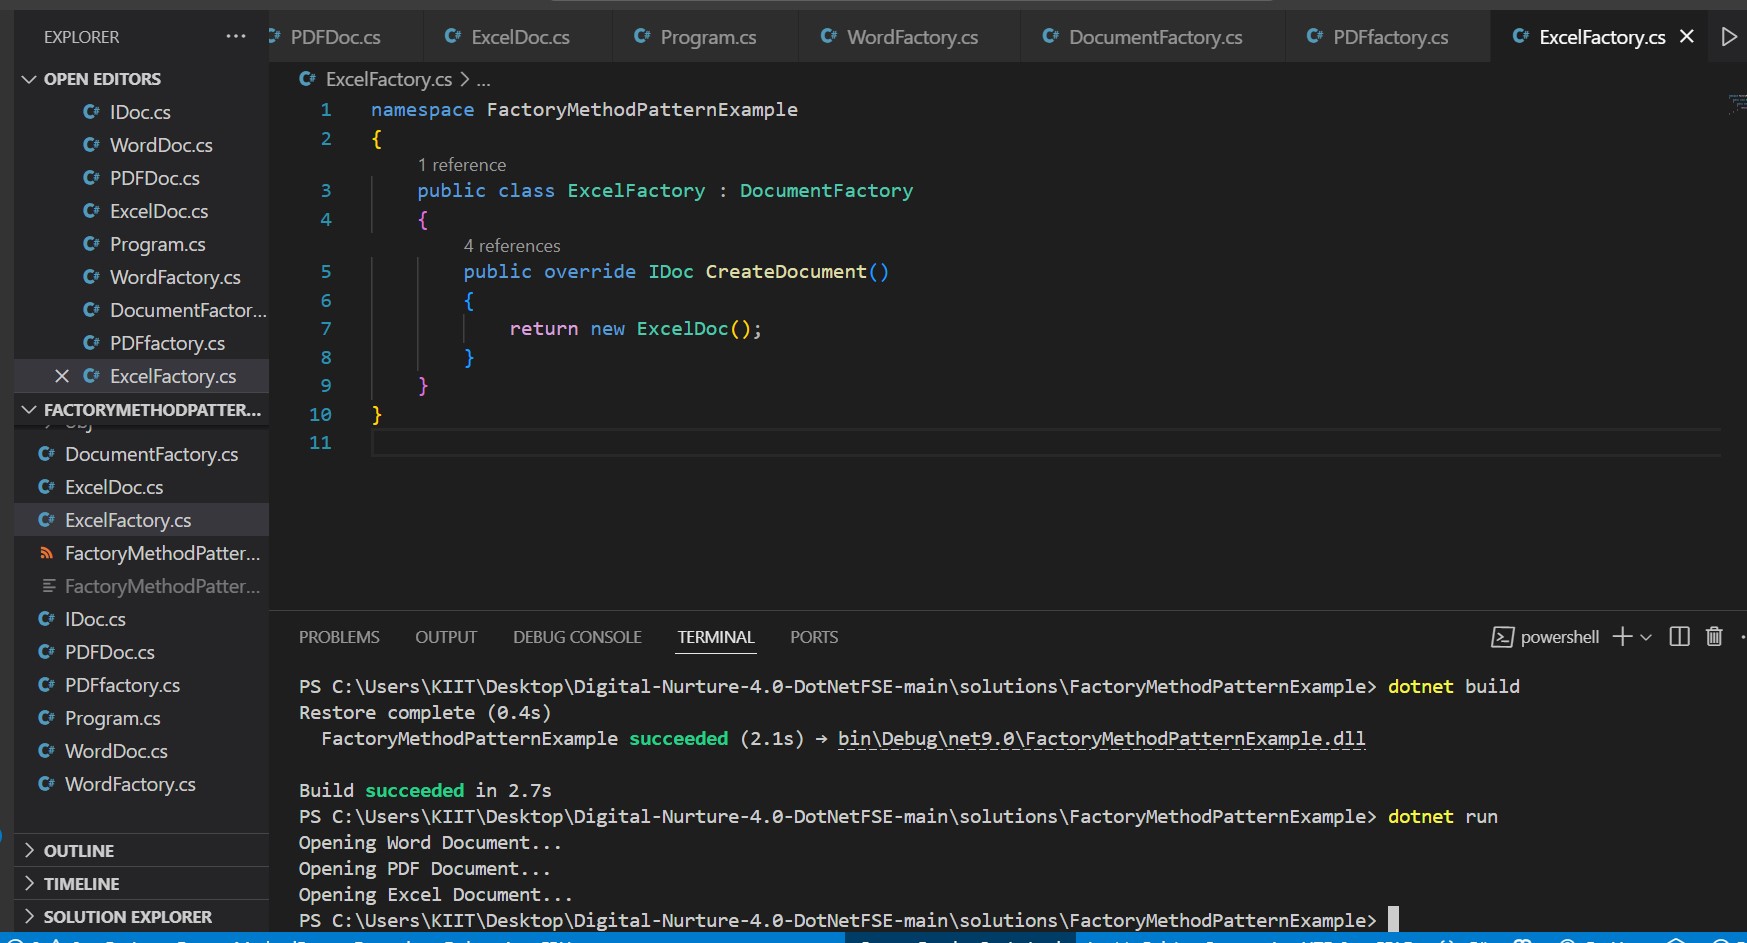 EXPLORER
PDFDoc.cs
ExcelDoc.cs
Program.cs
WordFactory.cs
DocumentFactory.cs
PDFfactory.cs
ExcelFactory.cs
OPEN EDITORS
IDoc.cs
WordDoc.cs
PDFDoc.cs
ExcelDoc.cs
Program.cs
WordFactory.cs
DocumentFactor...
PDFfactory.cs
ExcelFactory.cs
FACTORYMETHODPATTER...
obj
DocumentFactory.cs
ExcelDoc.cs
ExcelFactory.cs
FactoryMethodPatter...
FactoryMethodPatter...
IDoc.cs
PDFDoc.cs
PDFfactory.cs
Program.cs
WordDoc.cs
WordFactory.cs
OUTLINE
TIMELINE
SOLUTION EXPLORER
ExcelFactory.cs > ...
1 namespace FactoryMethodPatternExample
2 {
1 reference
3 public class ExcelFactory : DocumentFactory
4 {
4 references
5 public override IDoc CreateDocument()
6 {
7 return new ExcelDoc();
8 }
9 }
10 }
11
PROBLEMS OUTPUT DEBUG CONSOLE TERMINAL PORTS
powershell
PS C:\Users\KIIT\Desktop\Digital-Nurture-4.0-DotNetFSE-main\solutions\FactoryMethodPatternExample> dotnet build
Restore complete (0.4s)
FactoryMethodPatternExample succeeded (2.1s) → bin\Debug\net9.0\FactoryMethodPatternExample.dll
Build succeeded in 2.7s
PS C:\Users\KIIT\Desktop\Digital-Nurture-4.0-DotNetFSE-main\solutions\FactoryMethodPatternExample> dotnet run
Opening Word Document...
Opening PDF Document...
Opening Excel Document...
PS C:\Users\KIIT\Desktop\Digital-Nurture-4.0-DotNetFSE-main\solutions\FactoryMethodPatternExample>